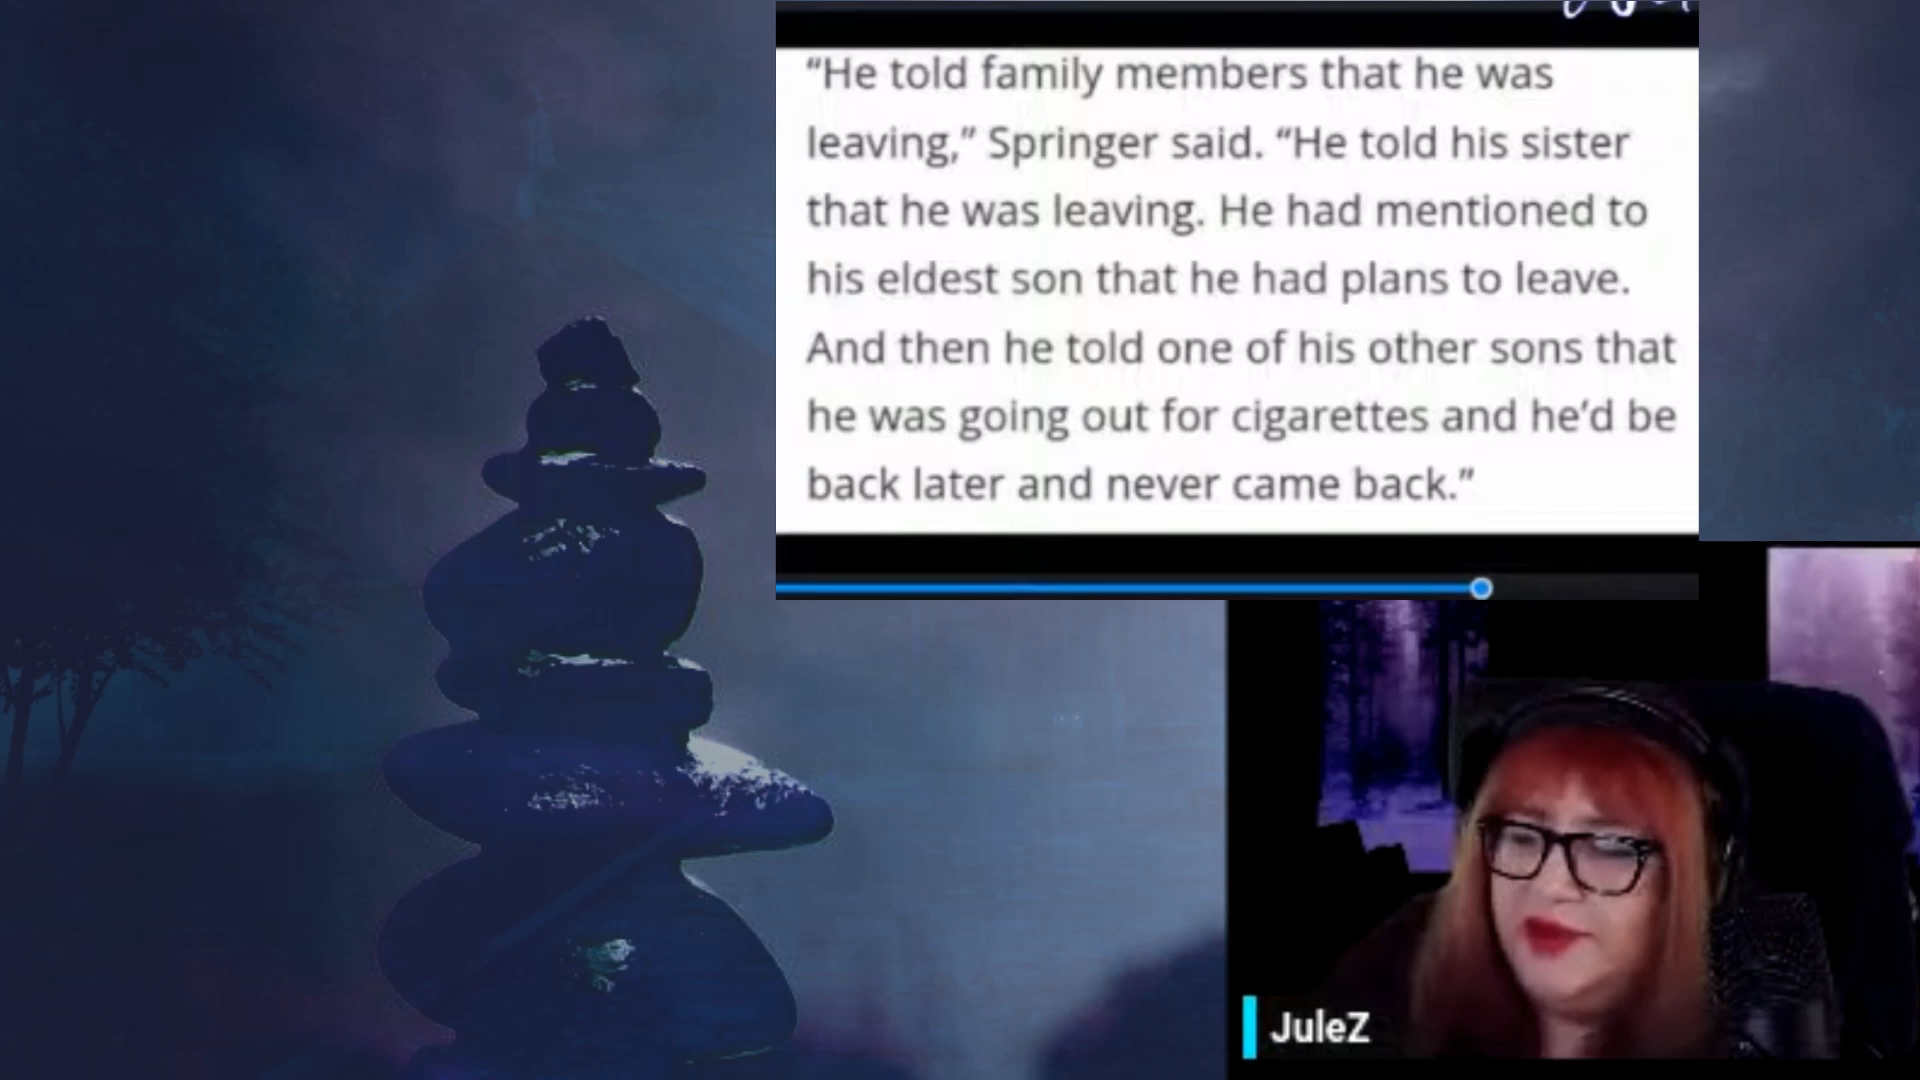 “He told family members that he was
leaving,” Springer said. “He told his sister
that he was leaving. He had mentioned to
his eldest son that he had plans to leave.
And then he told one of his other sons that
he was going out for cigarettes and he’d be
back later and never came back.”
JuleZ